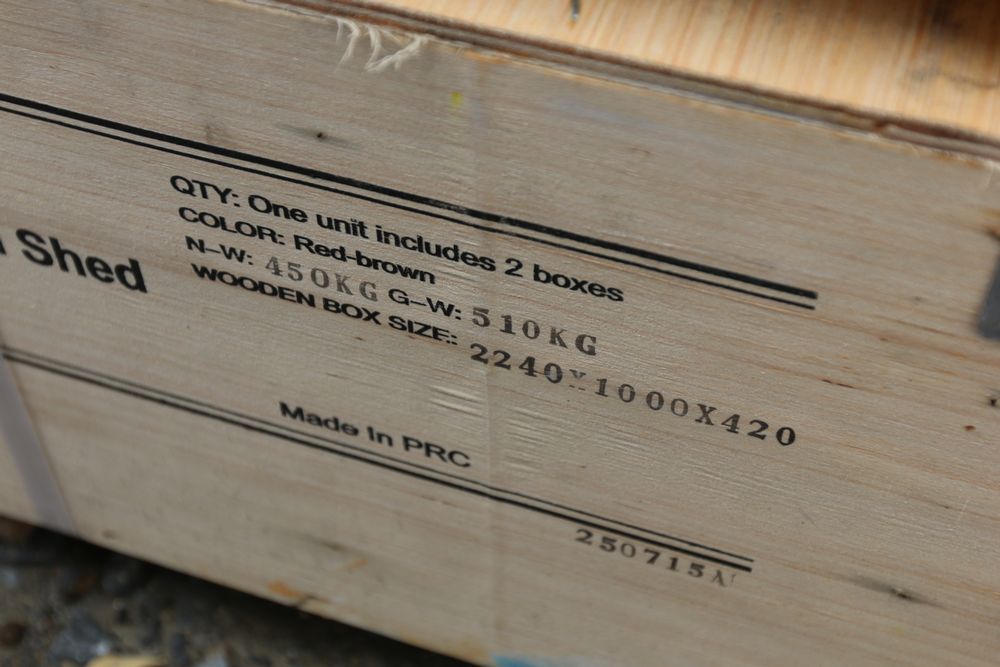 Shed
QTY: One unit includes 2 boxes
COLOR: Red-brown
N-W: 450KG G-W: 510KG
WOODEN BOX SIZE: 2240X1000X420
Made In PRC
250715A